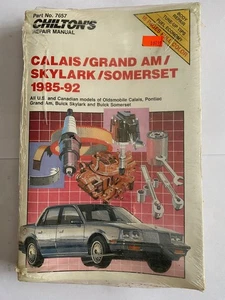 Part No. 7657
CHILTON'S
REPAIR MANUAL
CALAIS/GRAND AM/
SKYLARK/SOMERSET
1985-92
All U.S. and Canadian models of Oldsmobile Calais, Pontiac
Grand Am, Buick Skylark and Buick Somerset